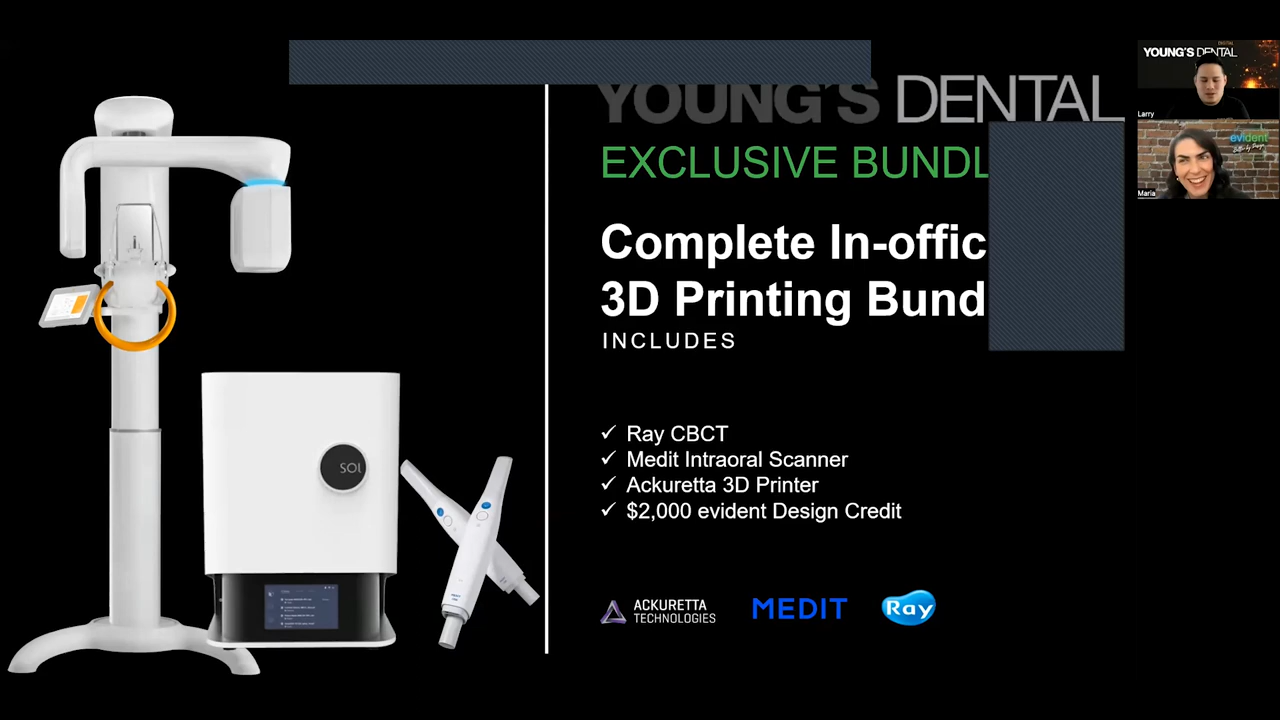 YOUNG'S DENTAL
EXCLUSIVE BUNDL
Complete In-offic
3D Printing Bund
INCLUDES
✓ Ray CBCT
✓ Medit Intraoral Scanner
✓ Ackuretta 3D Printer
✓ $2,000 evident Design Credit
ACKURETTA
TECHNOLOGIES
MEDIT
Ray
SOL
YOUNG'S DENTAL
DIGITAL
Larry
evident
Maria